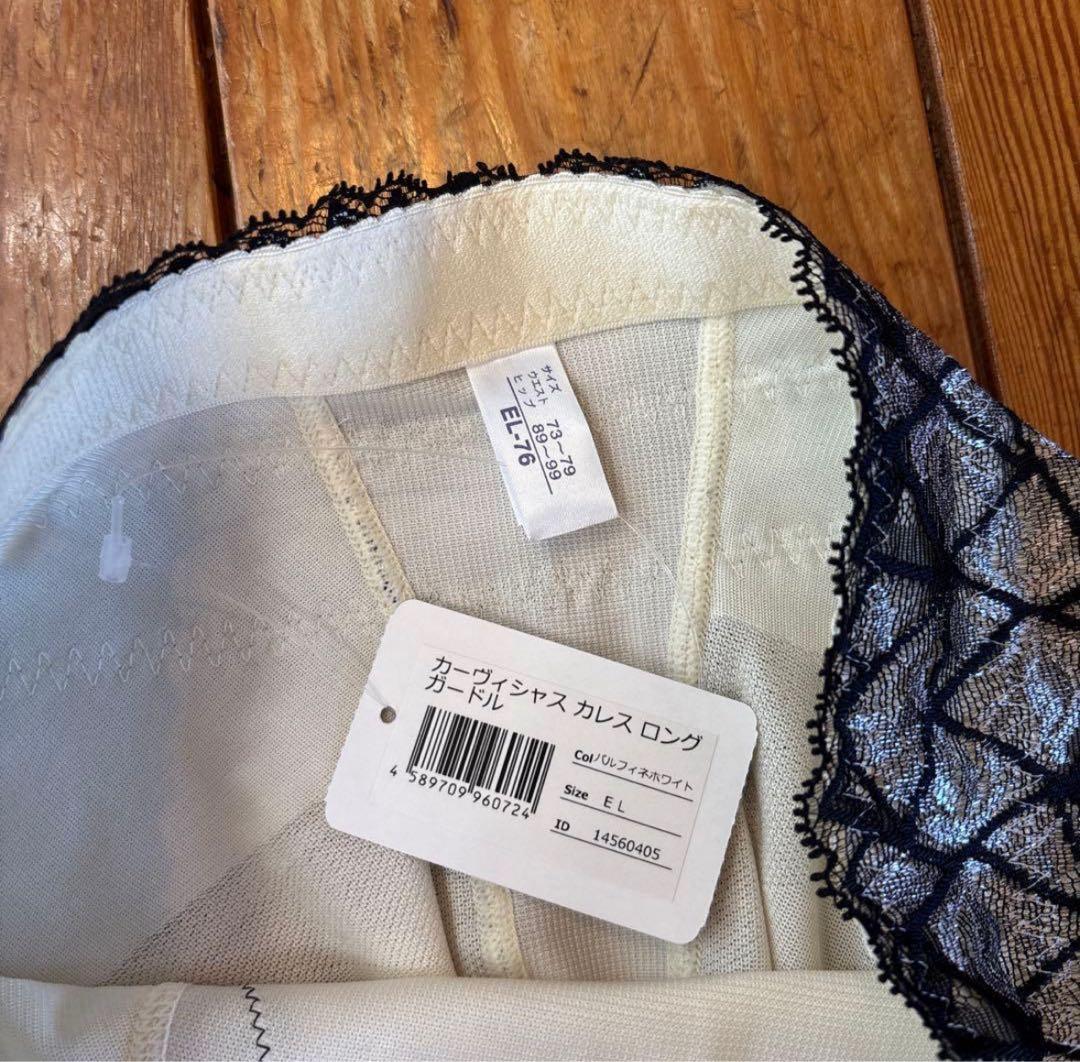 サイズ
ウエスト 73～79
ヒップ 89～99
EL-76
カーヴィシャス カレス ロング
ガードル
4 589709 960724
Col パルフィネホワイト
Size EL
ID 14560405